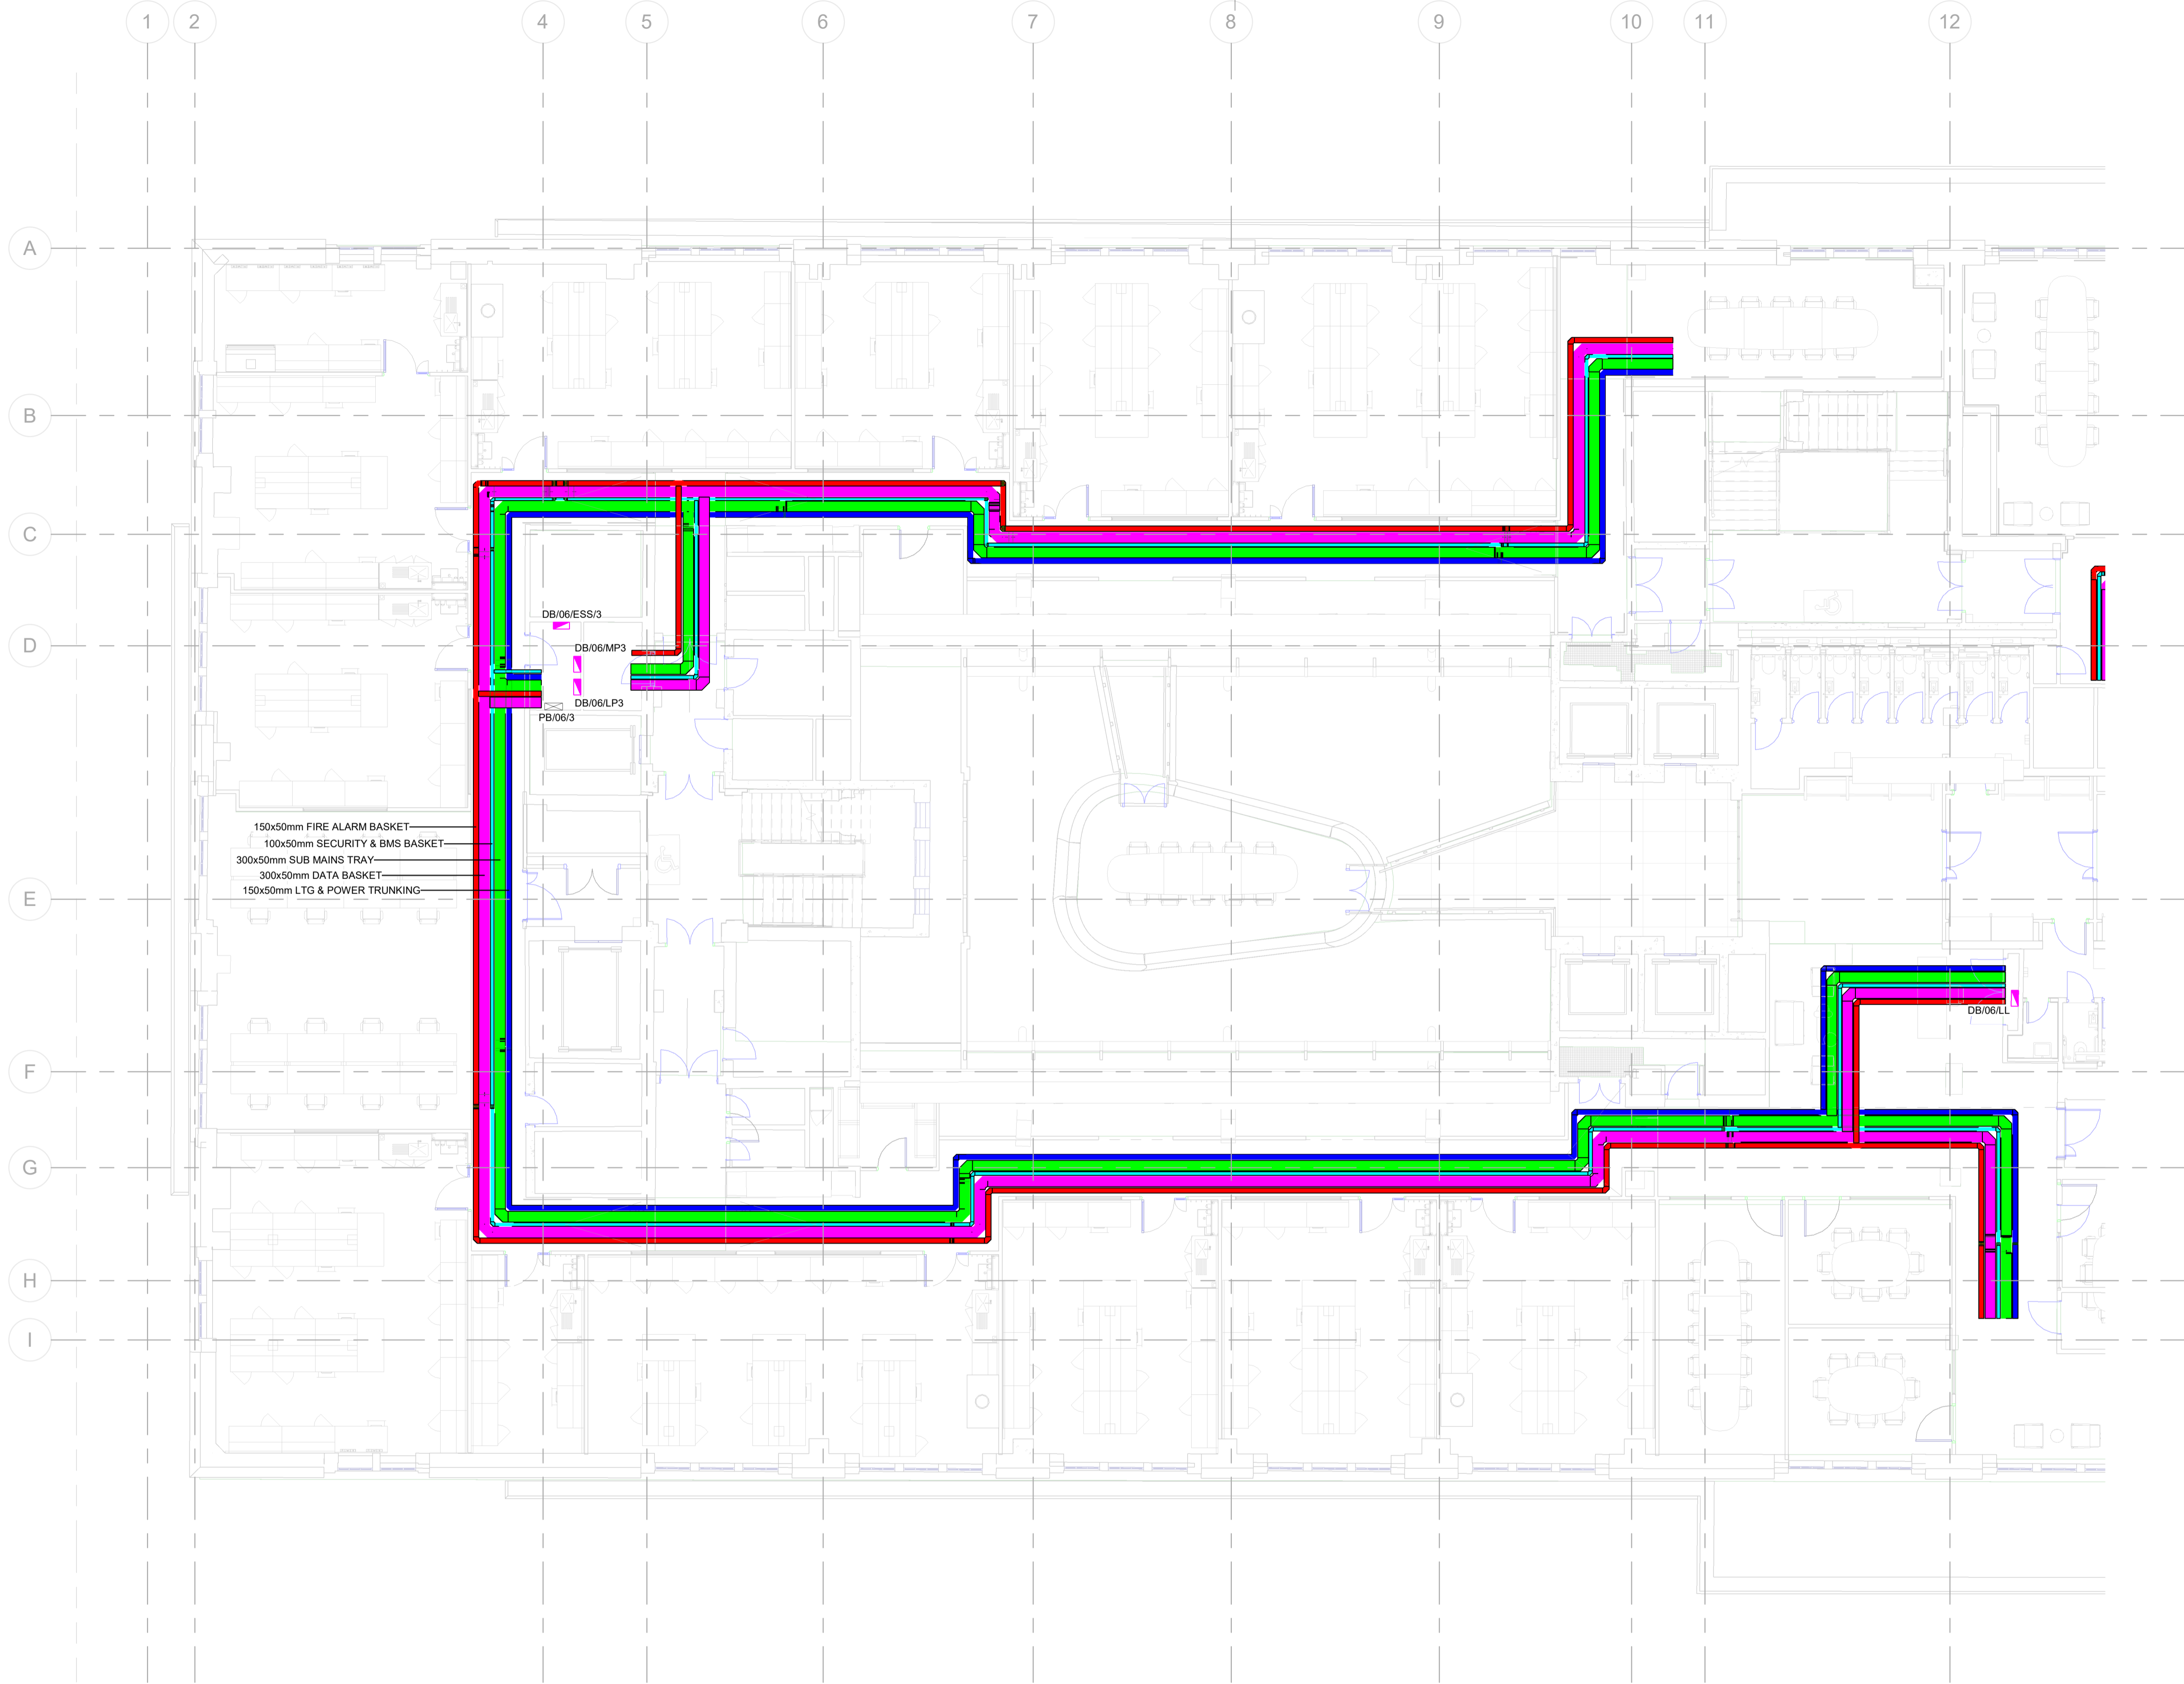 1 2 4 5 6 7 8 9 10 11 12
A
B
C
DB/06/ESS/3
D
DB/06/MP3
DB/06/LP3
PB/06/3
150x50mm FIRE ALARM BASKET
100x50mm SECURITY & BMS BASKET
300x50mm SUB MAINS TRAY
300x50mm DATA BASKET
150x50mm LTG & POWER TRUNKING
E
DB/06/LL
F
G
H
I